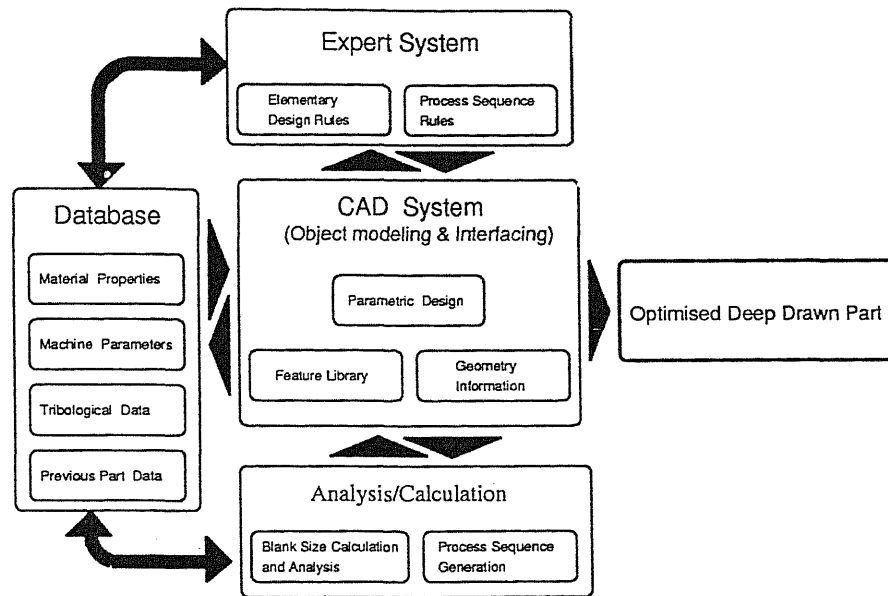 Expert System
Elementary
Design Rules
Process Sequence
Rules
Database
Material Properties
Machine Parameters
Tribological Data
Previous Part Data
CAD System
(Object modeling & Interfacing)
Parametric Design
Feature Library
Geometry
Information
Optimised Deep Drawn Part
Analysis/Calculation
Blank Size Calculation
and Analysis
Process Sequence
Generation